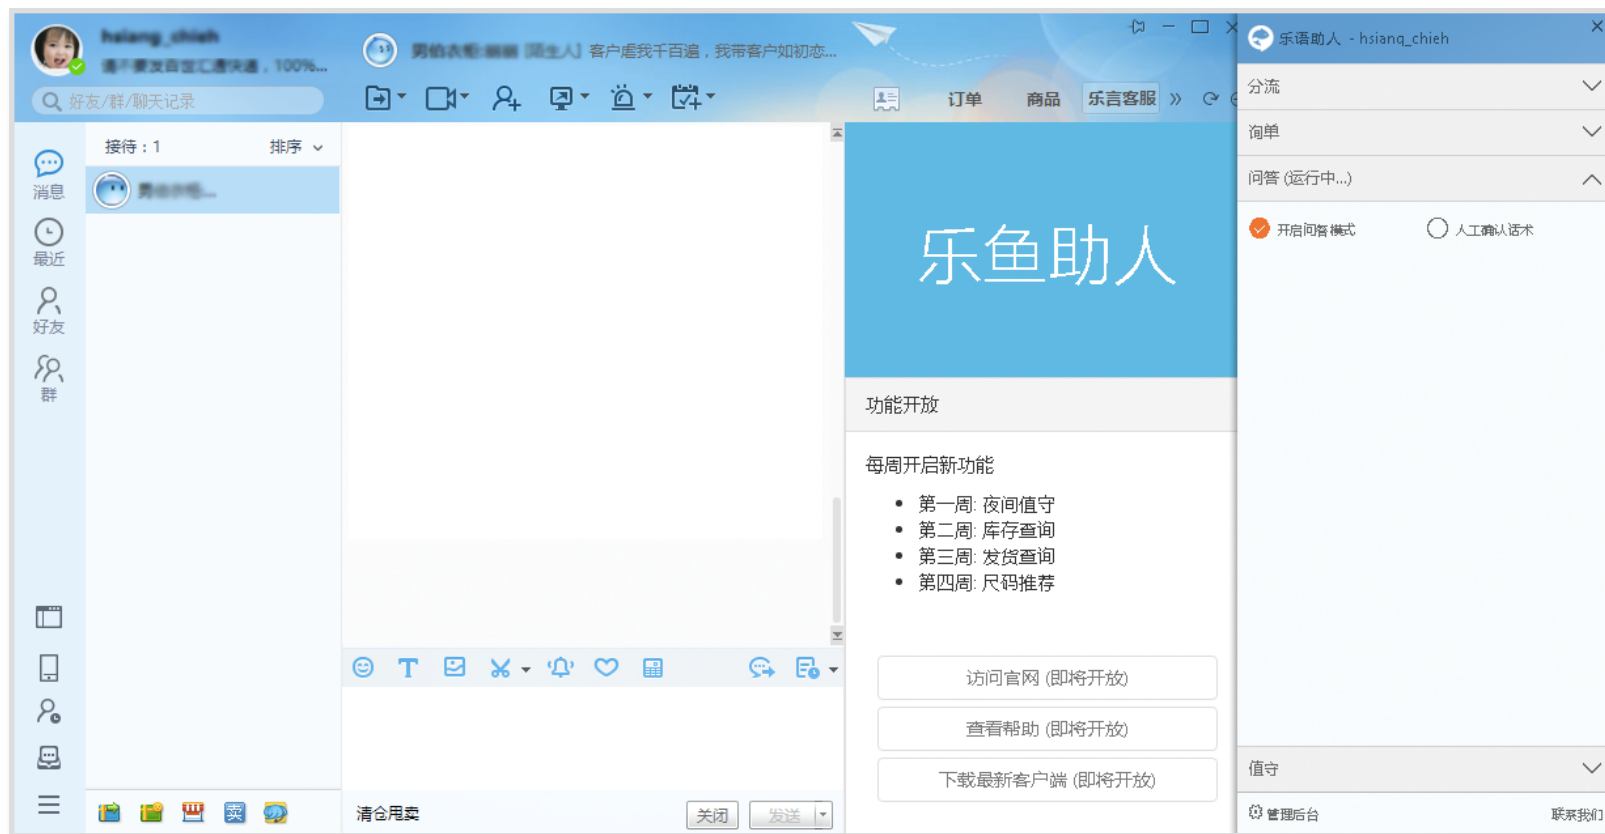 hsiang_chieh
客户虐我千百遍，我带客户如初恋...
好友/群/聊天记录
订单
商品
乐言客服
接待：1
排序
消息
最近
好友
群
乐鱼助人
功能开放
每周开启新功能
第一周: 夜间值守
第二周: 库存查询
第三周: 发货查询
第四周: 尺码推荐
访问官网 (即将开放)
查看帮助 (即将开放)
下载最新客户端 (即将开放)
清仓甩卖
关闭
发送
乐语助人 - hsianq_chieh
分流
询单
问答 (运行中...)
开启问答模式
人工确认话术
值守
管理后台
联系我们
卖